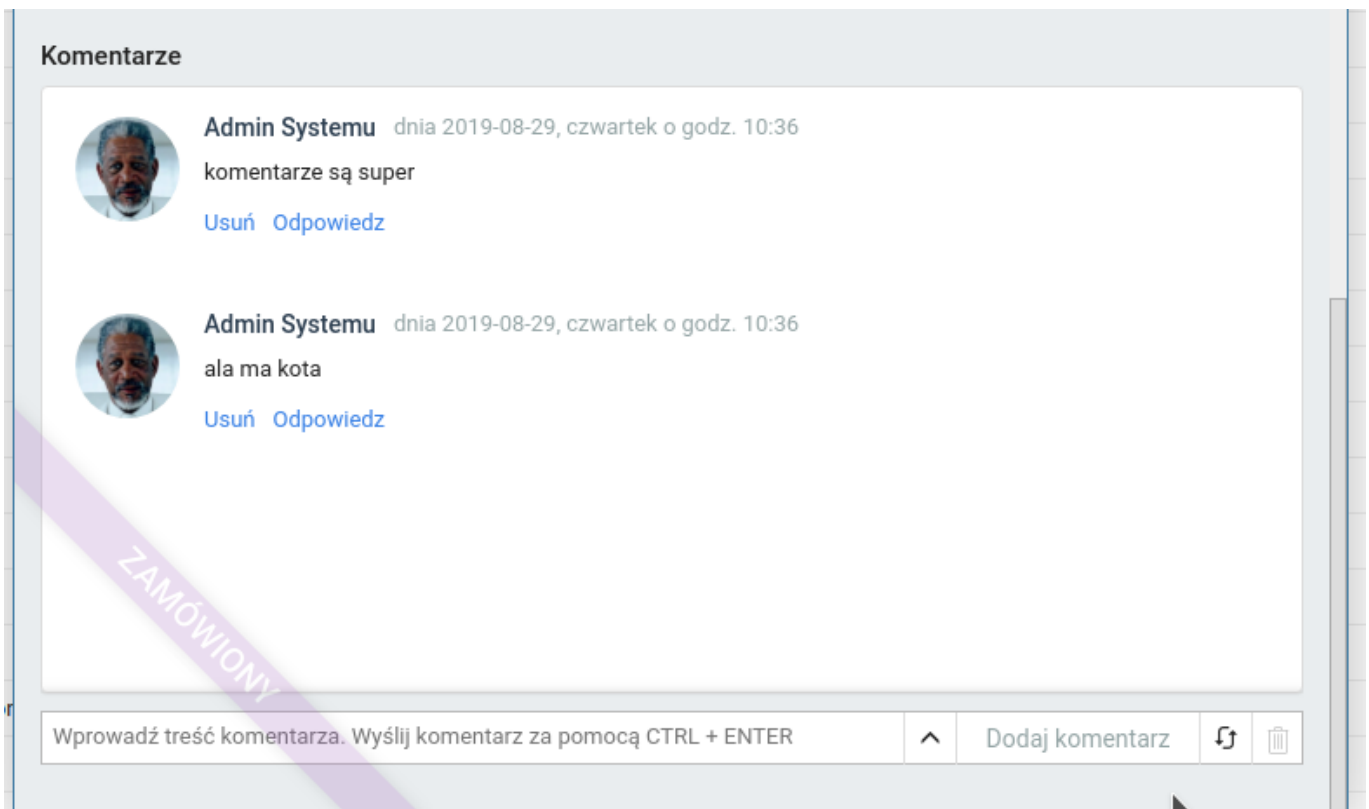 Komentarze
Admin Systemu dnia 2019-08-29, czwartek o godz. 10:36
komentarze są super
Usuń Odpowiedz
Admin Systemu dnia 2019-08-29, czwartek o godz. 10:36
ala ma kota
Usuń Odpowiedz
ZAMÓWIONY
Wprowadź treść komentarza. Wyślij komentarz za pomocą CTRL + ENTER Dodaj komentarz